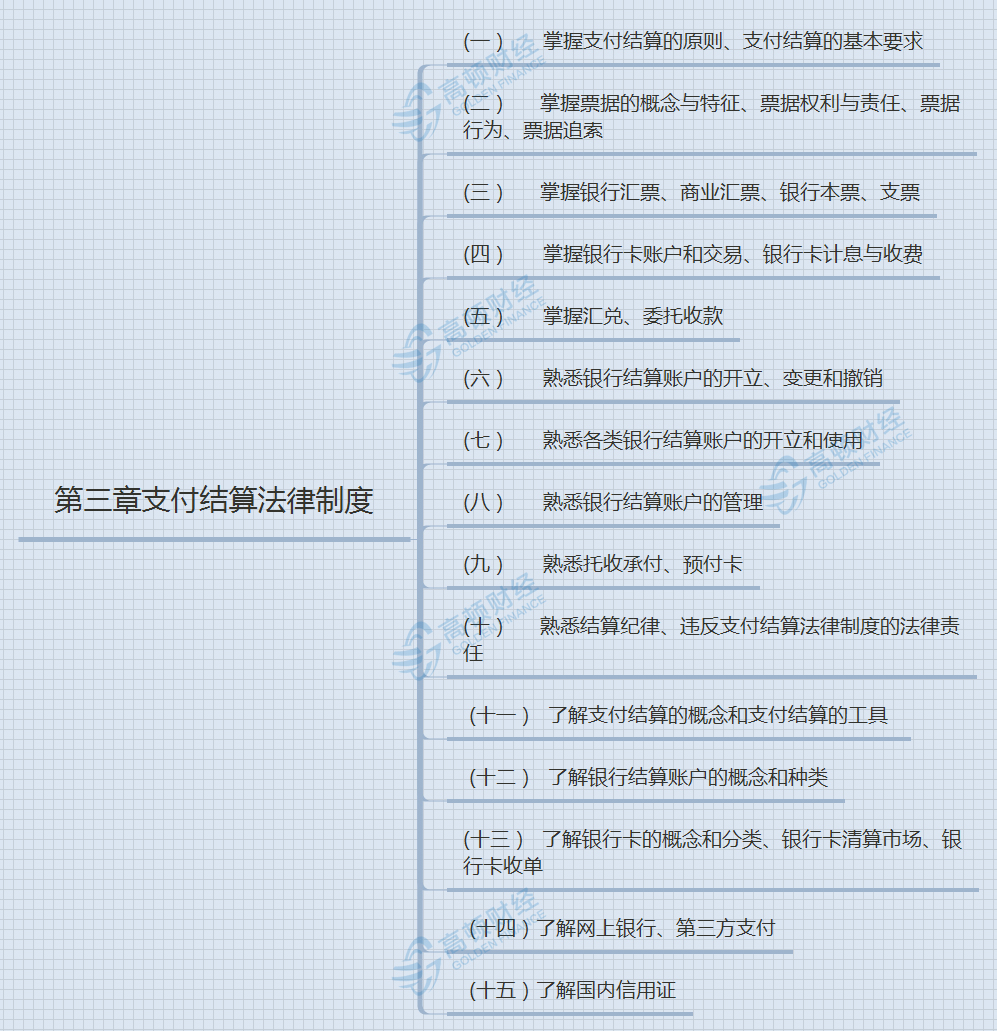 (一） 掌握支付结算的原则、支付结算的基本要求
(二） 掌握票据的概念与特征、票据权利与责任、票据
行为、票据追索
(三） 掌握银行汇票、商业汇票、银行本票、支票
(四） 掌握银行卡账户和交易、银行卡计息与收费
(五） 掌握汇兑、委托收款
(六） 熟悉银行结算账户的开立、变更和撤销
(七） 熟悉各类银行结算账户的开立和使用
第三章支付结算法律制度
(八） 熟悉银行结算账户的管理
(九） 熟悉托收承付、预付卡
(十） 熟悉结算纪律、违反支付结算法律制度的法律责
任
(十一） 了解支付结算的概念和支付结算的工具
(十二） 了解银行结算账户的概念和种类
(十三） 了解银行卡的概念和分类、银行卡清算市场、银
行卡收单
(十四）了解网上银行、第三方支付
(十五）了解国内信用证
高顿财经
GOLDEN FINANCE
高顿财经
GOLDEN FINANCE
高顿财经
GOLDEN FINANCE
高顿财经
GOLDEN FINANCE
高顿财经
GOLDEN FINANCE